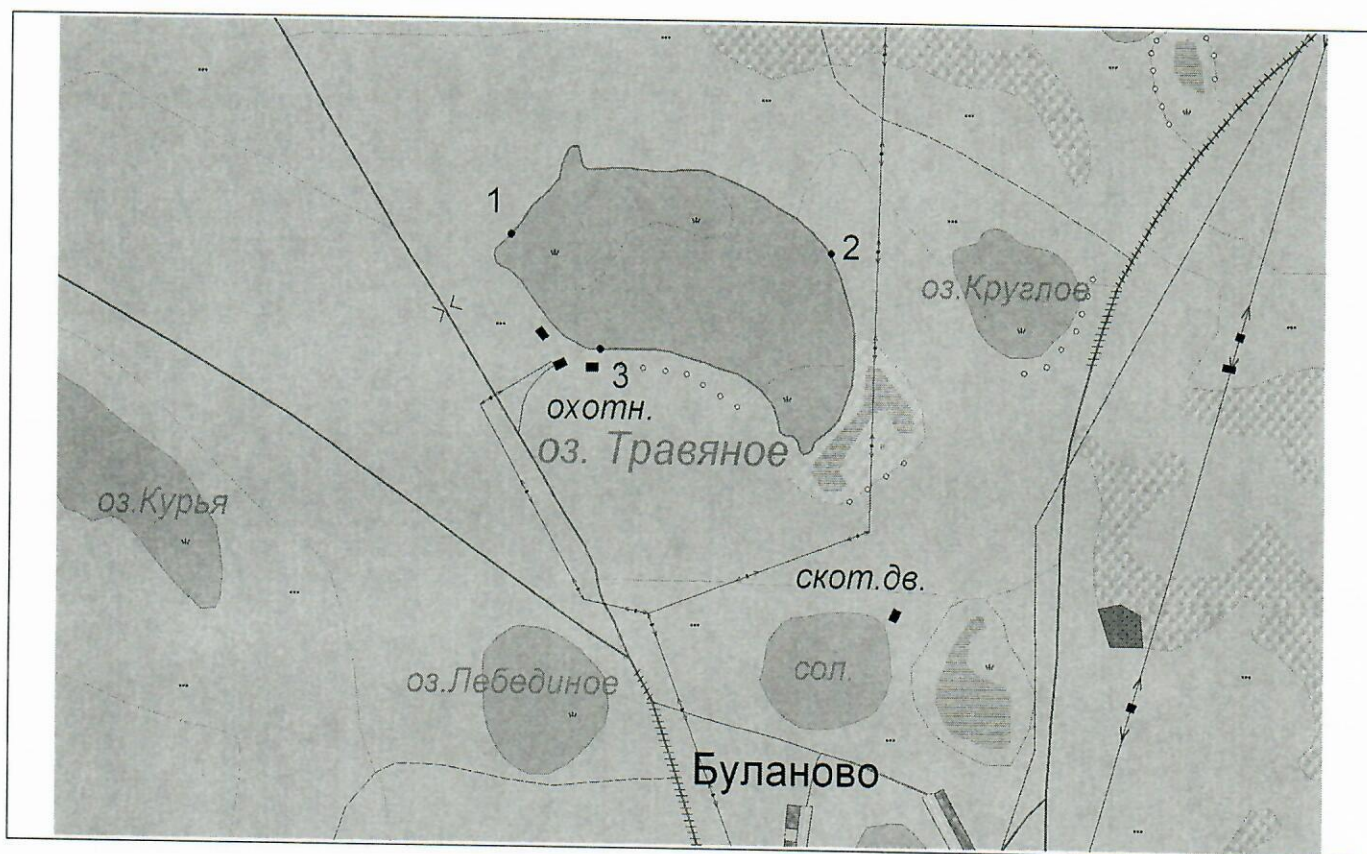 1
2
оз.Круглое
3
охотн.
оз. Травяное
оз.Курья
скот.дв.
оз.Лебединое
сол.
Буланово